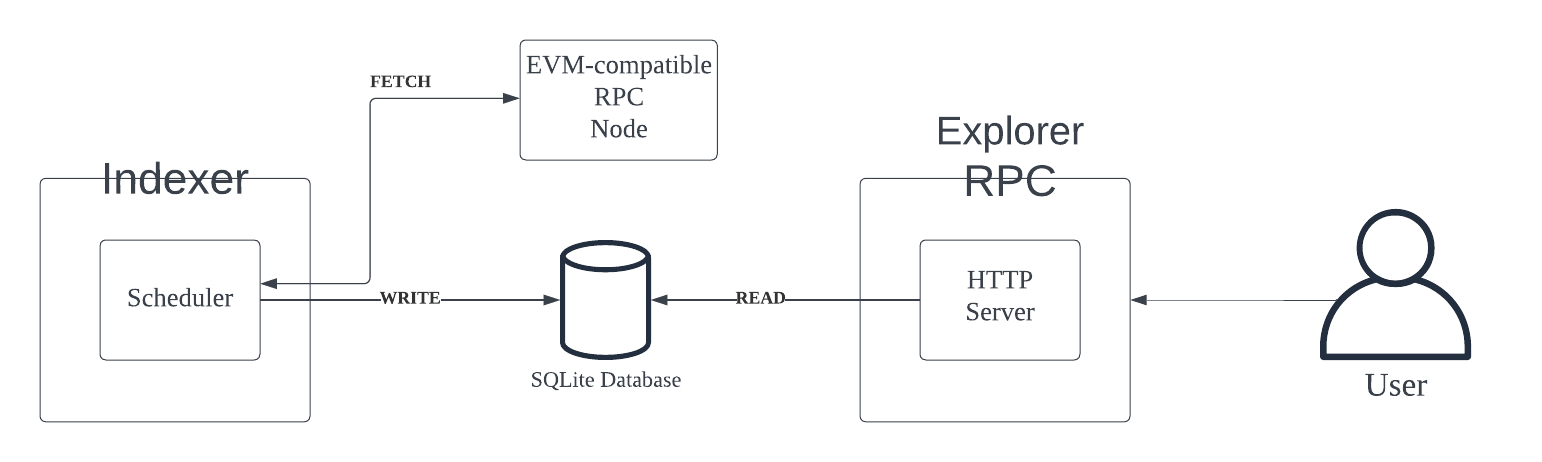 EVM-compatible
RPC
Node
FETCH
Indexer
Scheduler
WRITE
SQLite Database
READ
Explorer
RPC
HTTP
Server
User